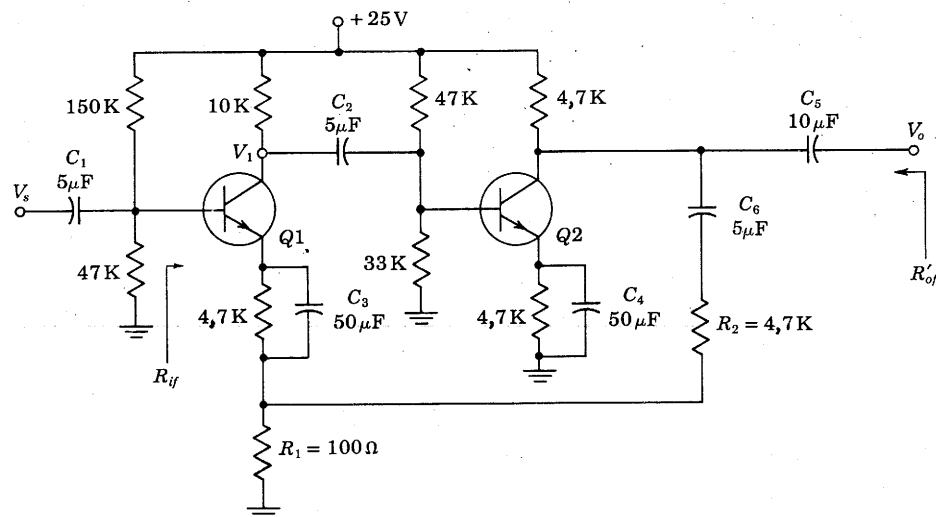 +25V
150K
10K
C₂
5μF
47K
4,7K
C₅
10μF
V₁
Vₒ
C₁
5μF
Vₛ
Q1
Q2
C₆
5μF
R'of
47K
33K
4,7K
C₃
50μF
4,7K
C₄
50μF
R₂ = 4,7K
Rif
R₁ = 100Ω